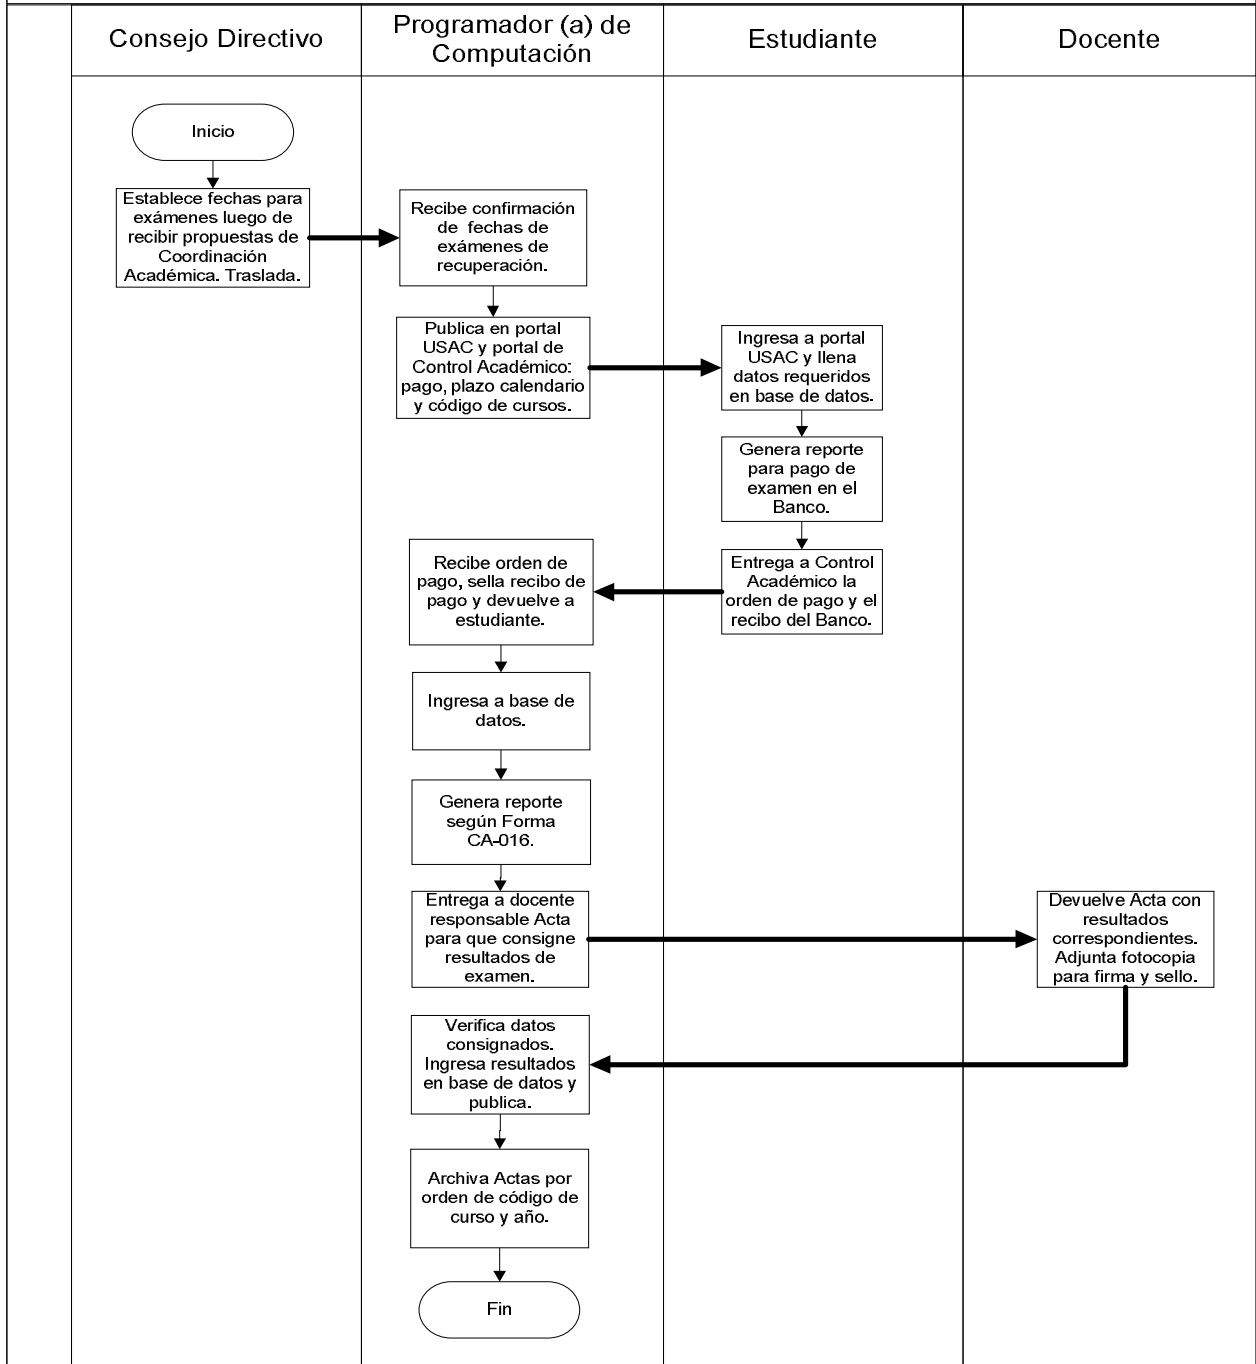 Consejo Directivo
Programador (a) de
Computación
Estudiante
Docente
Inicio
Establece fechas para
exámenes luego de
recibir propuestas de
Coordinación
Académica. Traslada.
Recibe confirmación
de fechas de
exámenes de
recuperación.
Publica en portal
USAC y portal de
Control Académico:
pago, plazo calendario
y código de cursos.
Ingresa a portal
USAC y llena
datos requeridos
en base de datos.
Genera reporte
para pago de
examen en el
Banco.
Entrega a Control
Académico la
orden de pago y el
recibo del Banco.
Recibe orden de
pago, sella recibo de
pago y devuelve a
estudiante.
Ingresa a base de
datos.
Genera reporte
según Forma
CA-016.
Entrega a docente
responsable Acta
para que consigne
resultados de
examen.
Devuelve Acta con
resultados
correspondientes.
Adjunta fotocopia
para firma y sello.
Verifica datos
consignados.
Ingresa resultados
en base de datos y
publica.
Archiva Actas por
orden de código de
curso y año.
Fin